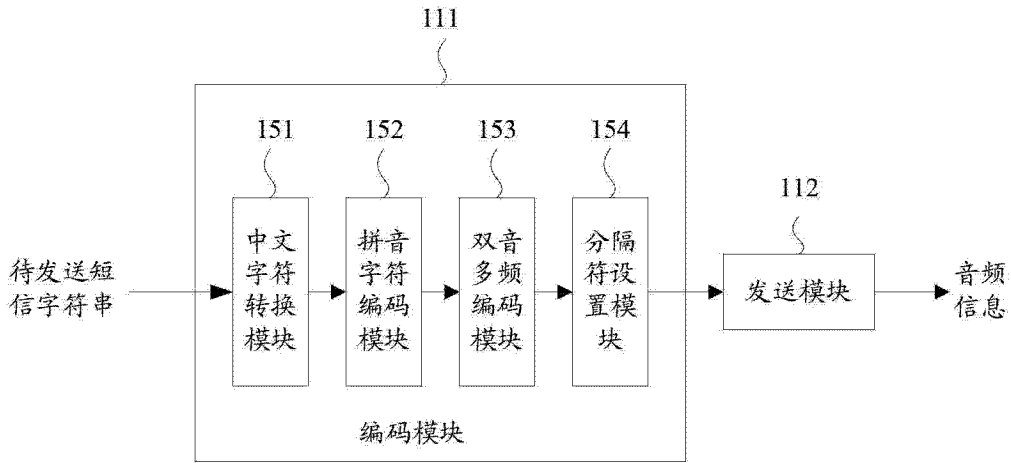 111
151
152
153
154
112
待发送短
信字符串
中文
字符
转换
模块
拼音
字符
编码
模块
双音
多频
编码
模块
分隔
符设
置模
块
发送模块
音频
信息
编码模块